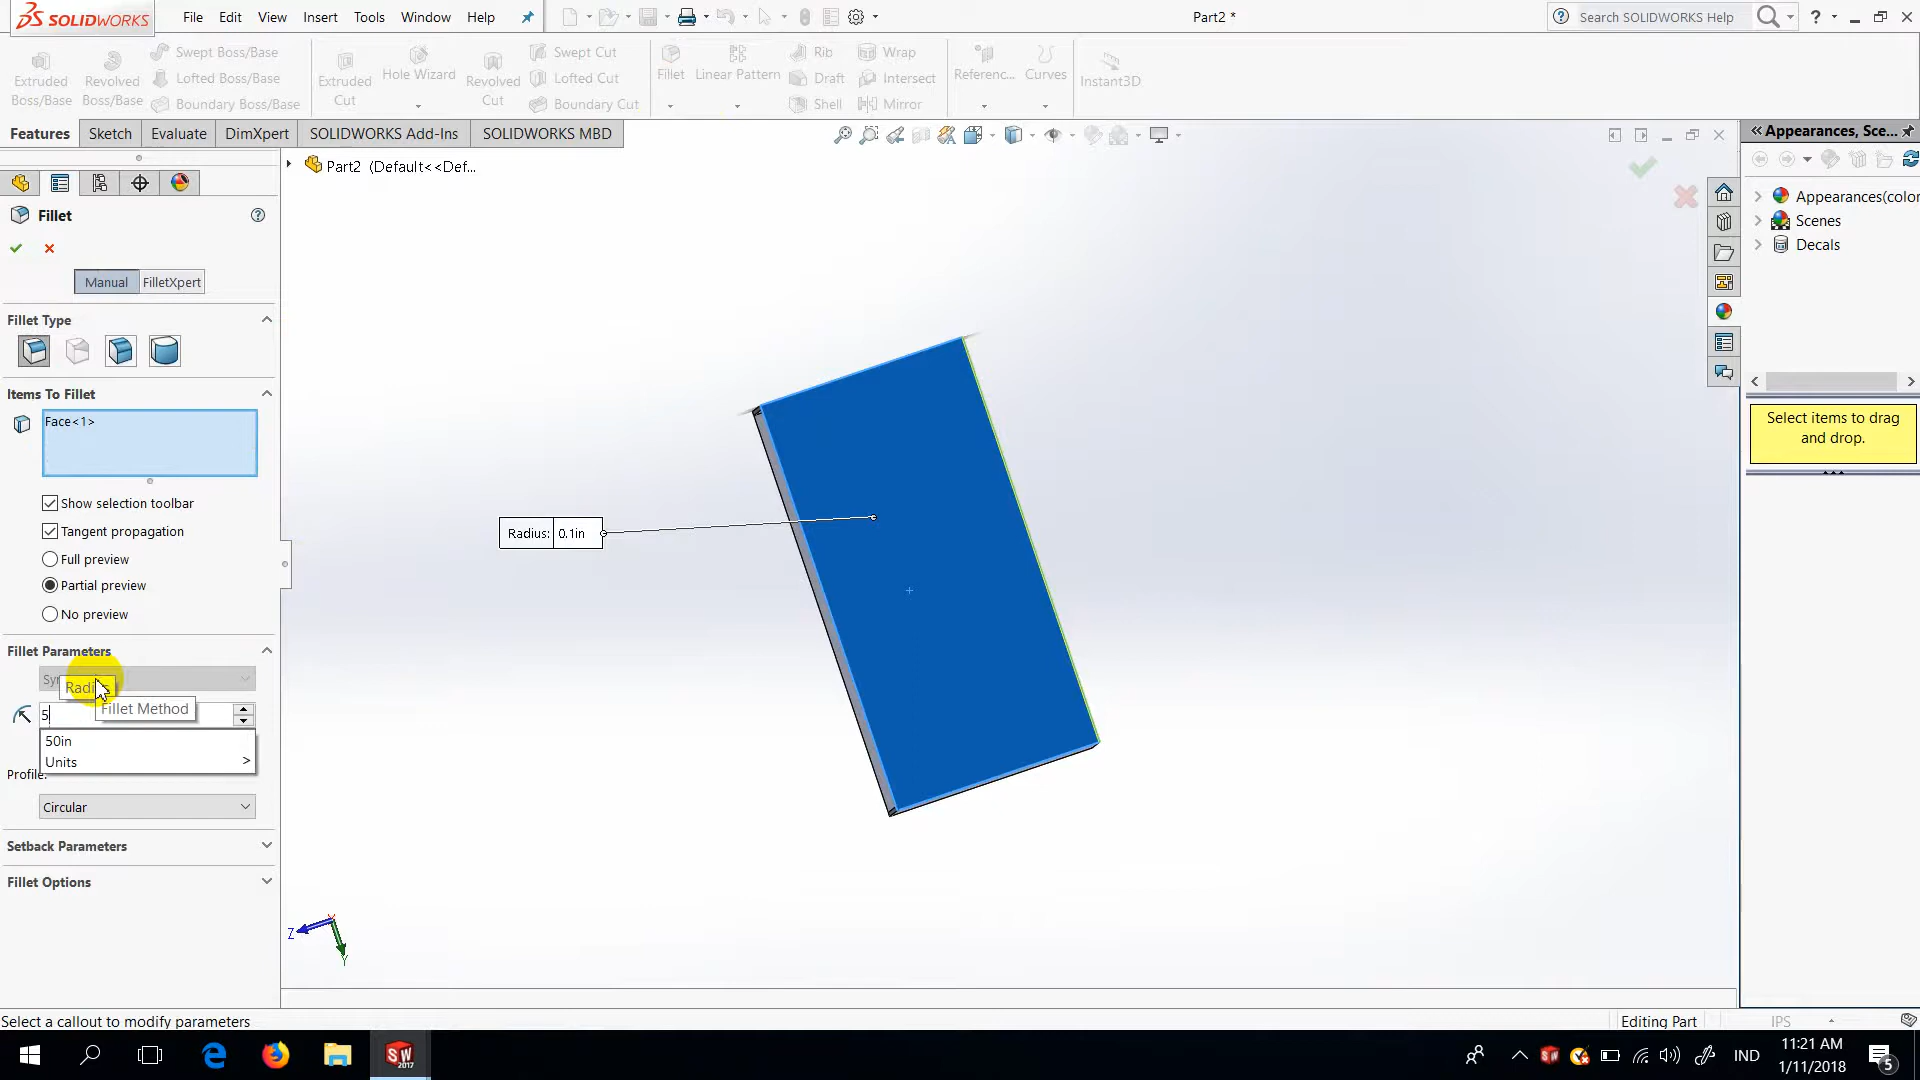 SOLIDWORKS
File Edit View Insert Tools Window Help
Part2 *
Search SOLIDWORKS Help
Extruded Boss/Base
Revolved Boss/Base
Swept Boss/Base
Lofted Boss/Base
Boundary Boss/Base
Extruded Cut
Hole Wizard
Revolved Cut
Swept Cut
Lofted Cut
Boundary Cut
Fillet
Linear Pattern
Rib
Draft
Shell
Wrap
Intersect
Mirror
Referenc...
Curves
Instant3D
Features Sketch Evaluate DimXpert SOLIDWORKS Add-Ins SOLIDWORKS MBD
Part2 (Default<<Def...
Fillet
Manual FilletXpert
Fillet Type
Items To Fillet
Face<1>
Show selection toolbar
Tangent propagation
Full preview
Partial preview
No preview
Fillet Parameters
Fillet Method
5
50in
Units >
Profile:
Circular
Setback Parameters
Fillet Options
Radius: 0.1in
Z
Y
Appearances, Sce...
Appearances(color
Scenes
Decals
Select items to drag
and drop.
Select a callout to modify parameters
Editing Part
IPS
SW
2017
IND
11:21 AM
1/11/2018
5